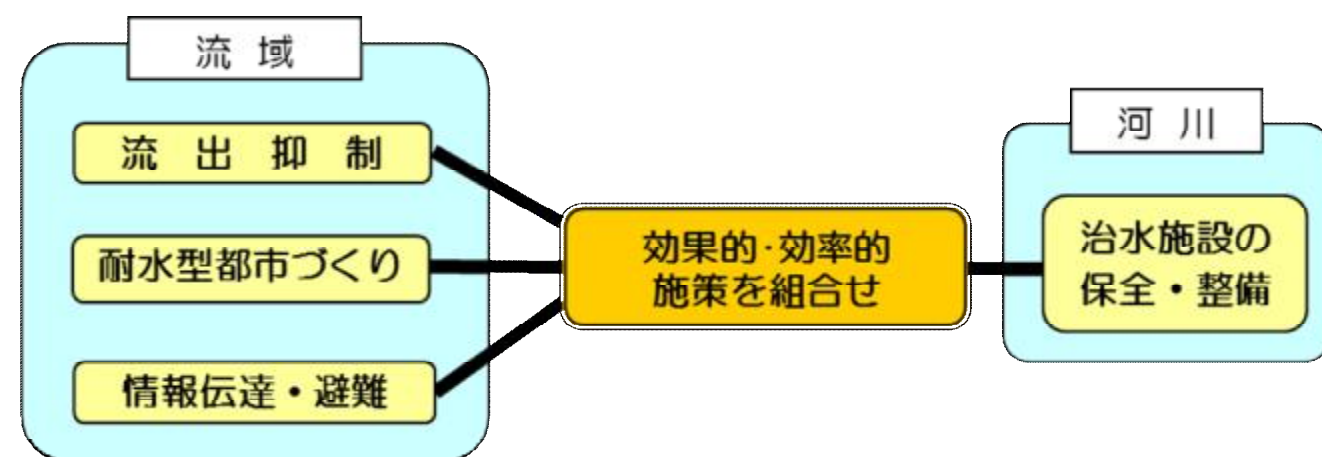 流域
流出抑制
耐水型都市づくり
情報伝達・避難
効果的・効率的
施策を組合せ
河川
治水施設の
保全・整備